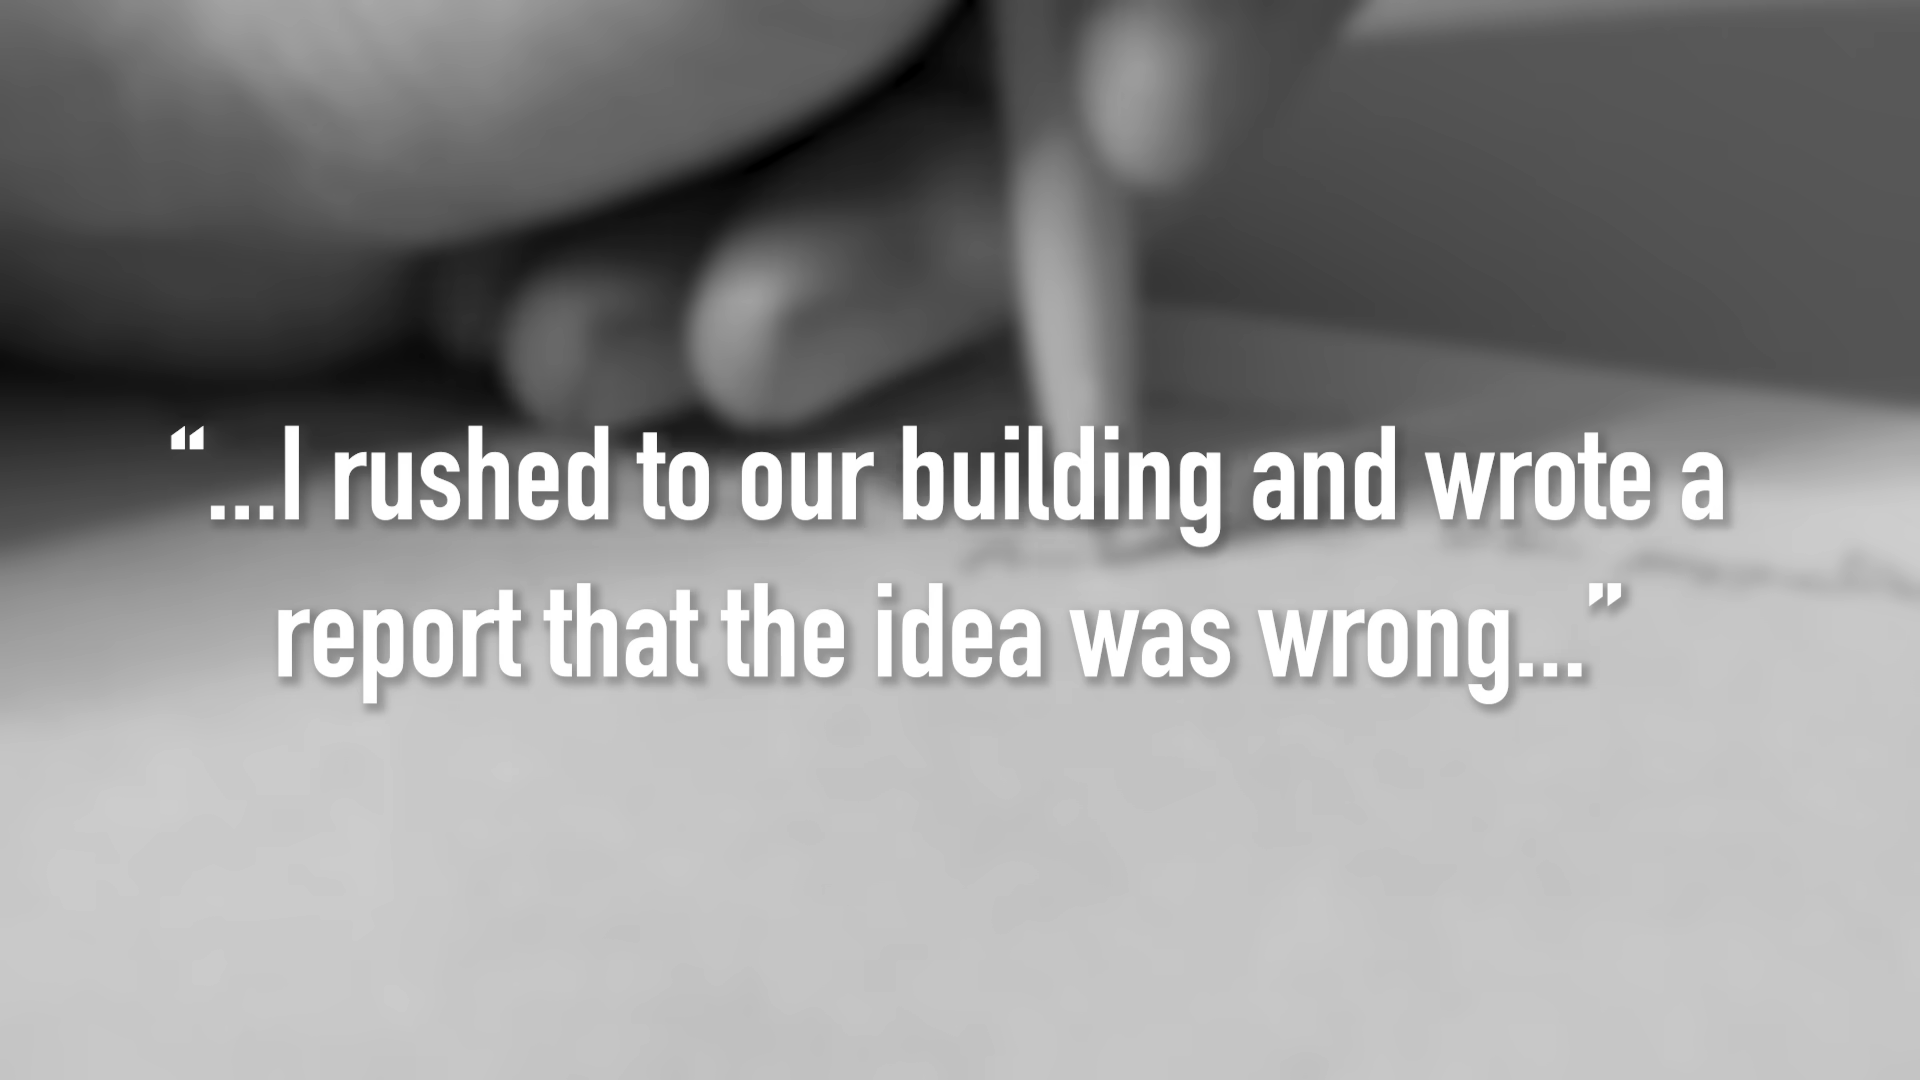 “...I rushed to our building and wrote a
report that the idea was wrong...”